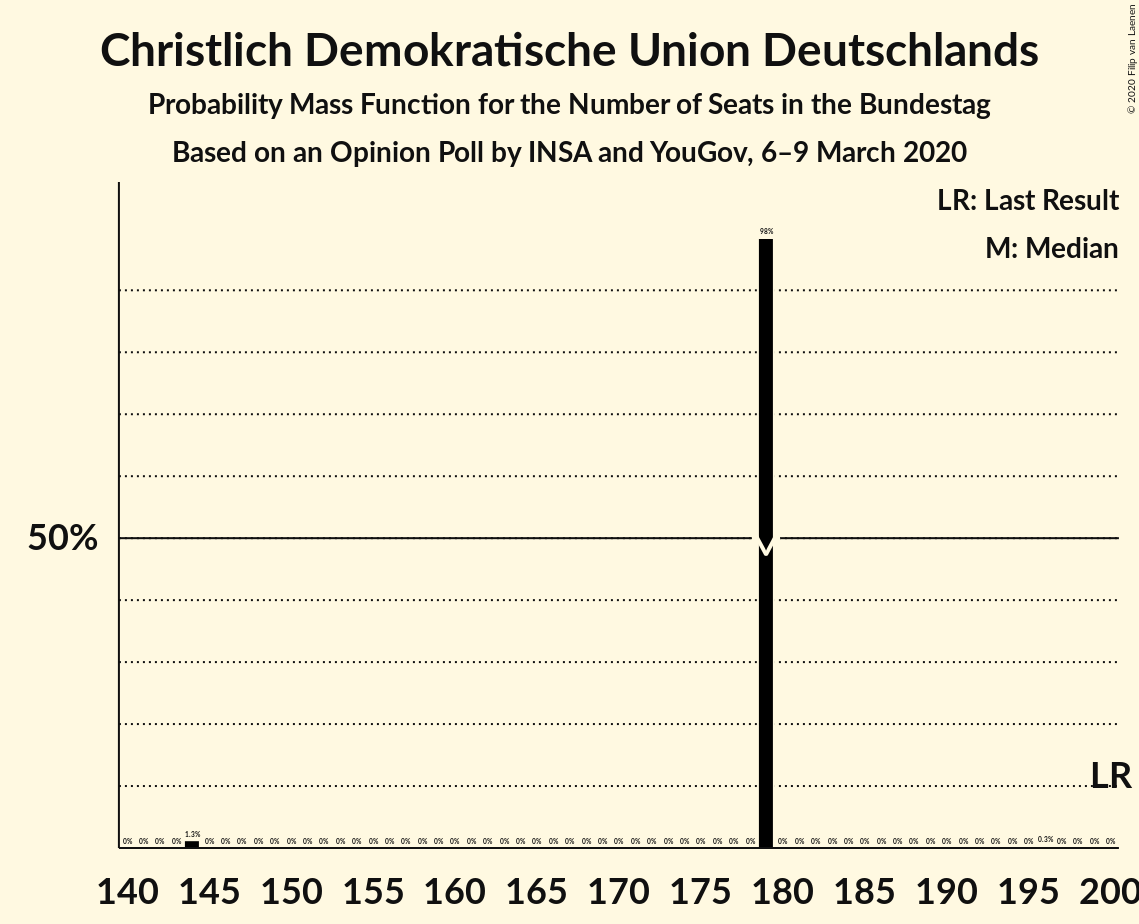 Christlich Demokratische Union Deutschlands
Probability Mass Function for the Number of Seats in the Bundestag
Based on an Opinion Poll by INSA and YouGov, 6–9 March 2020
© 2020 Filip van Laenen
LR: Last Result
M: Median
98%
50%
LR
0% 0% 0% 0% 1.3% 0% 0% 0% 0% 0% 0% 0% 0% 0% 0% 0% 0% 0% 0% 0% 0% 0% 0% 0% 0% 0% 0% 0% 0% 0% 0% 0% 0% 0% 0% 0% 0% 0% 0% 0% 0% 0% 0% 0% 0% 0% 0% 0% 0% 0% 0% 0% 0% 0% 0% 0.3% 0% 0% 0% 0%
140 145 150 155 160 165 170 175 180 185 190 195 200